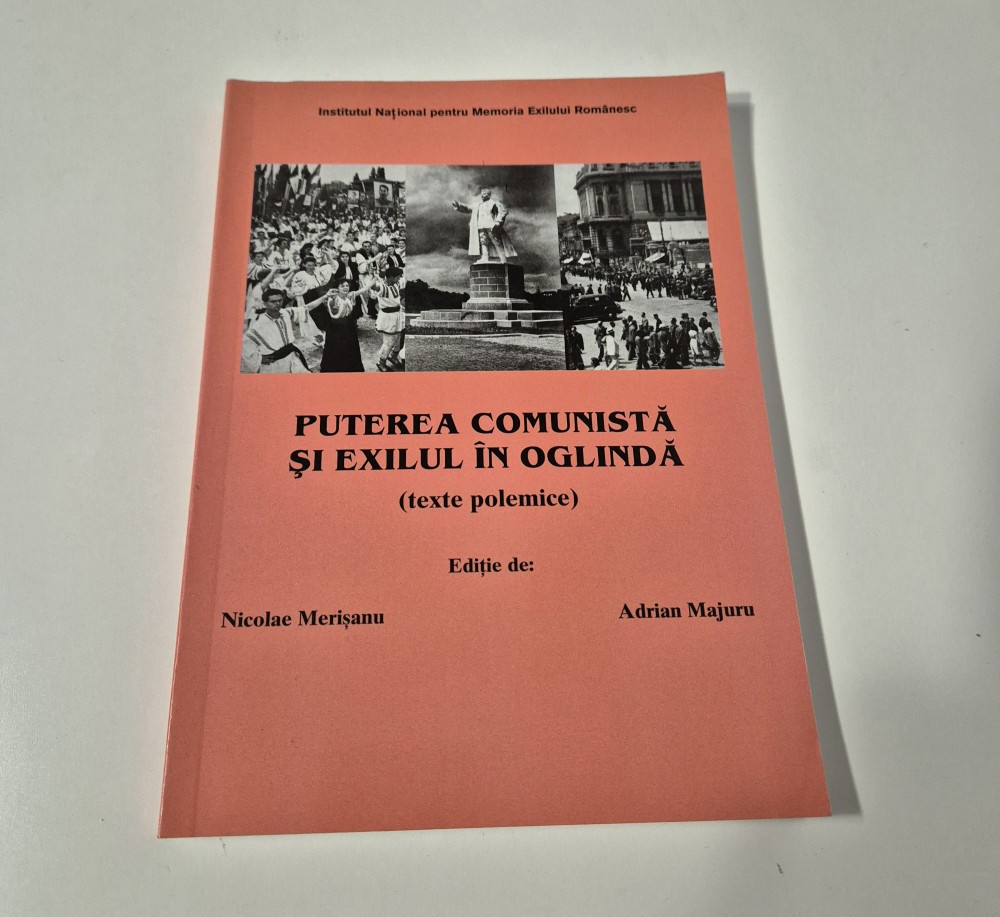 Institutul Naţional pentru Memoria Exilului Românesc
PUTEREA COMUNISTĂ
ŞI EXILUL ÎN OGLINDĂ
(texte polemice)
Ediţie de:
Nicolae Merişanu
Adrian Majuru